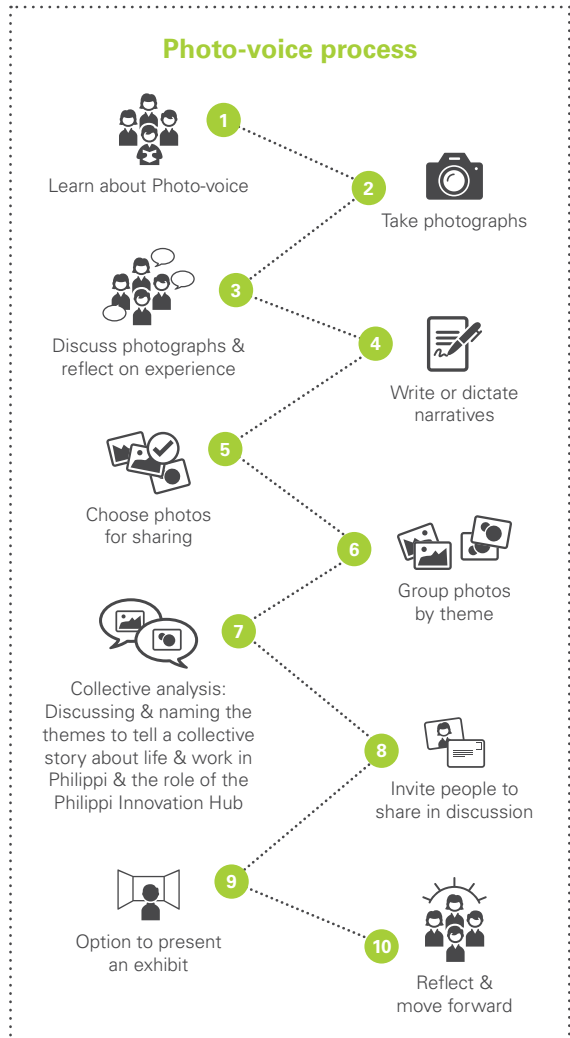 Photo-voice process
1
Learn about Photo-voice
2
Take photographs
3
Discuss photographs &
reflect on experience
4
Write or dictate
narratives
5
Choose photos
for sharing
6
Group photos
by theme
7
Collective analysis:
Discussing & naming the
themes to tell a collective
story about life & work in
Philippi & the role of the
Philippi Innovation Hub
8
Invite people to
share in discussion
9
Option to present
an exhibit
10
Reflect &
move forward